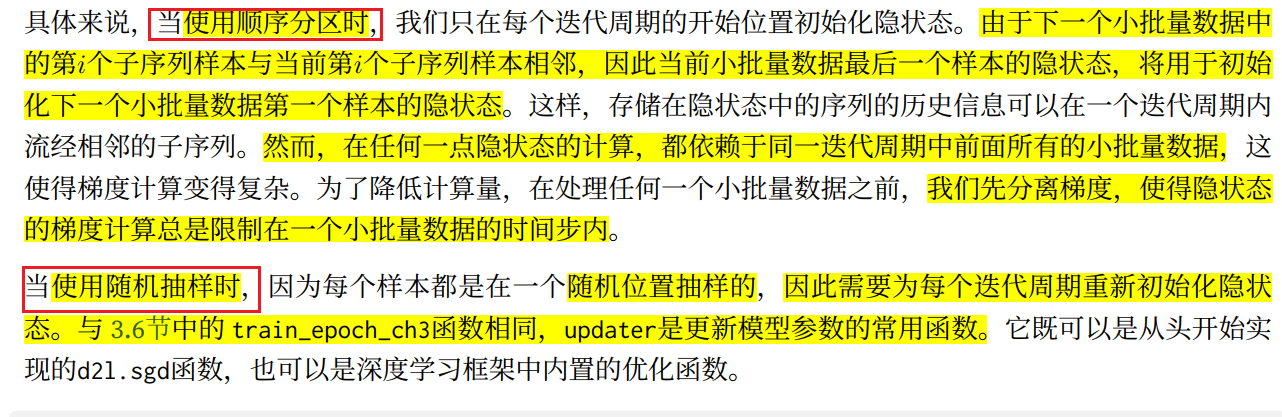 具体来说，当使用顺序分区时，我们只在每个迭代周期的开始位置初始化隐状态。由于下一个小批量数据中
的第i个子序列样本与当前第i个子序列样本相邻，因此当前小批量数据最后一个样本的隐状态，将用于初始
化下一个小批量数据第一个样本的隐状态。这样，存储在隐状态中的序列的历史信息可以在一个迭代周期内
流经相邻的子序列。然而，在任何一点隐状态的计算，都依赖于同一迭代周期中前面所有的小批量数据，这
使得梯度计算变得复杂。为了降低计算量，在处理任何一个小批量数据之前，我们先分离梯度，使得隐状态
的梯度计算总是限制在一个小批量数据的时间步内。
当使用随机抽样时，因为每个样本都是在一个随机位置抽样的，因此需要为每个迭代周期重新初始化隐状
态。与 3.6节中的 train_epoch_ch3函数相同，updater是更新模型参数的常用函数。它既可以是从头开始实
现的d2l.sgd函数，也可以是深度学习框架中内置的优化函数。